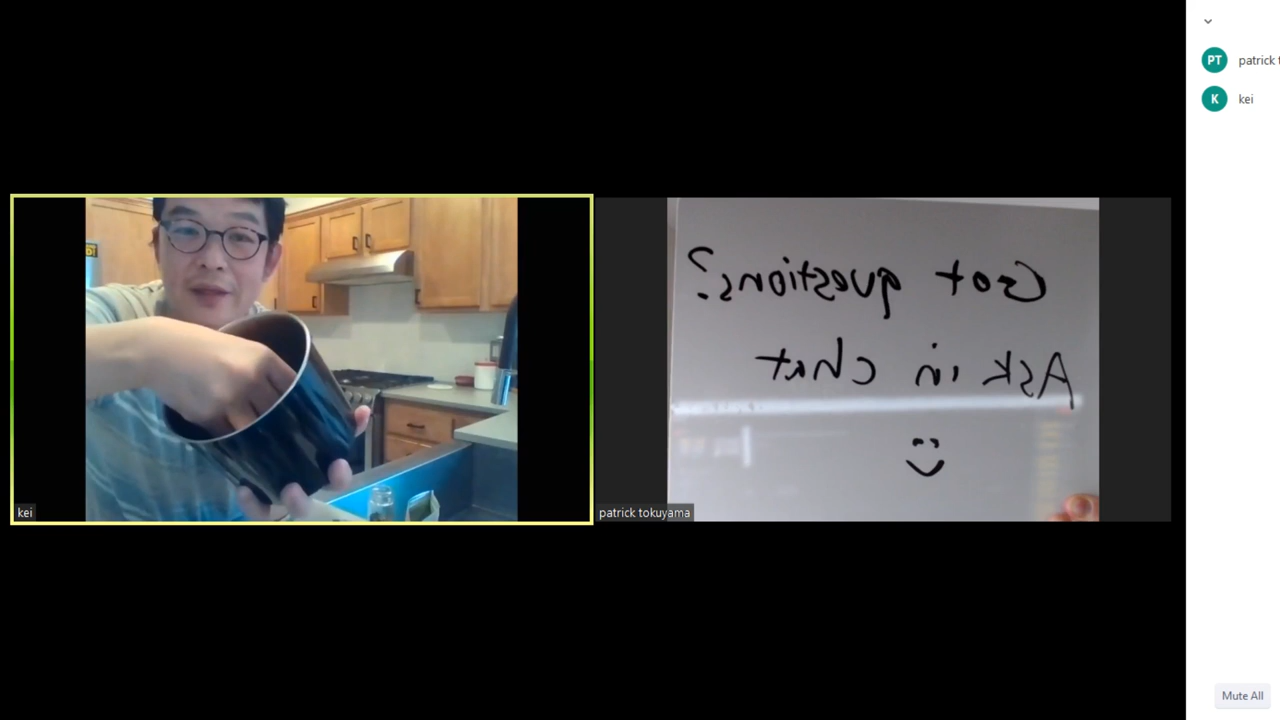 kei
Got questions?
Ask in chat
patrick tokuyama
PT patrick t
K kei
Mute All